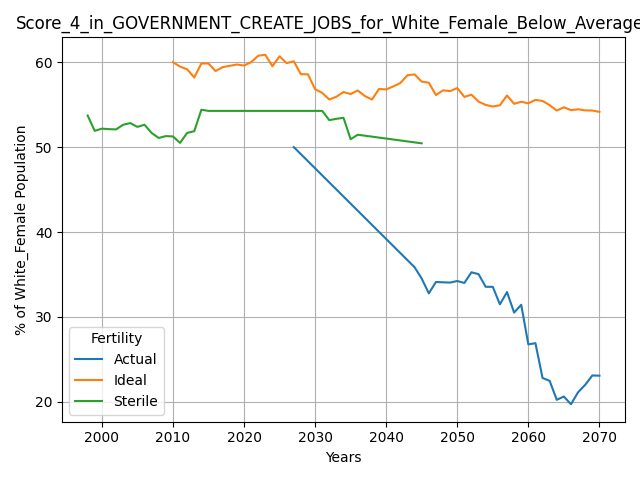 Score_4_in_GOVERNMENT_CREATE_JOBS_for_White_Female_Below_Average
% of White_Female Population
60
50
40
30
20
Fertility
Actual
Ideal
Sterile
2000 2010 2020 2030 2040 2050 2060 2070
Years